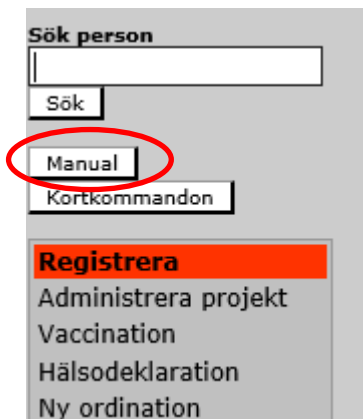 Sök person
Sök
Manual
Kortkommandon
Registrera
Administrera projekt
Vaccination
Hälsodeklaration
Ny ordination